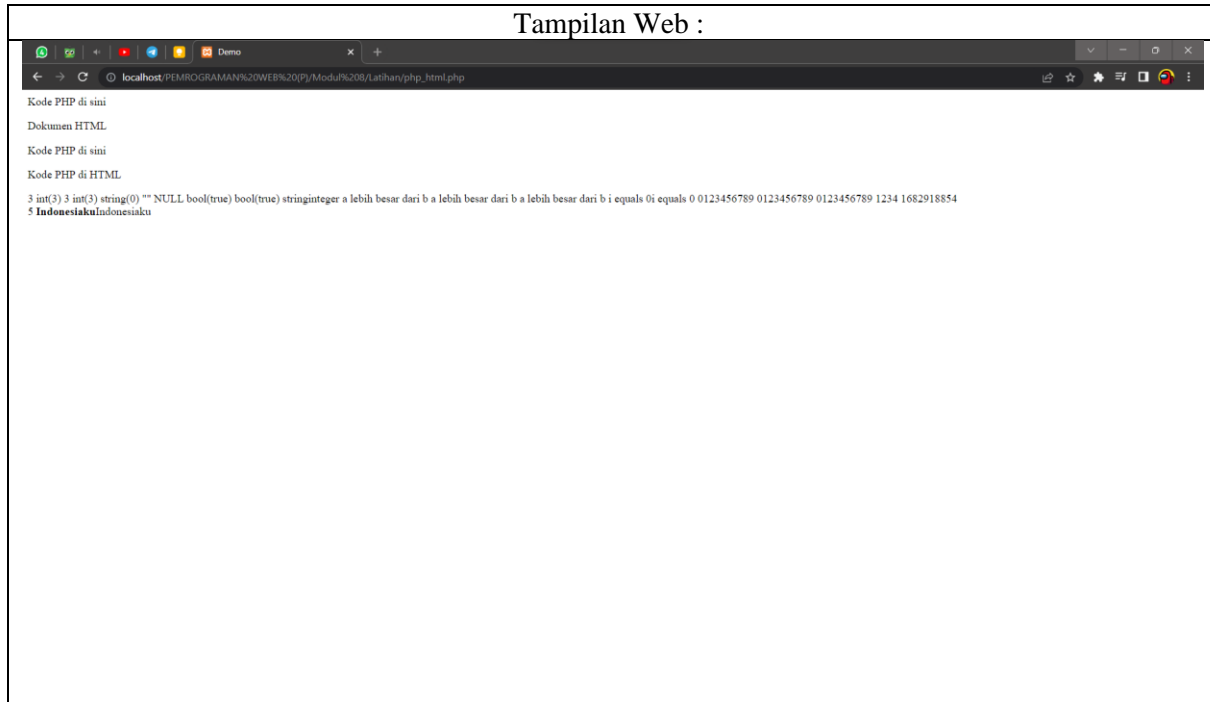 Tampilan Web :
Demo
localhost/PEMROGRAMAN%20WEB%20(P)/Modul%208/Latihan/php_html.php
Kode PHP di sini
Dokumen HTML
Kode PHP di sini
Kode PHP di HTML
3 int(3) 3 int(3) string(0) "" NULL bool(true) bool(true) stringinteger a lebih besar dari b a lebih besar dari b a lebih besar dari b i equals 0i equals 0 0123456789 0123456789 0123456789 1234 1682918854
5 IndonesiakuIndonesiaku